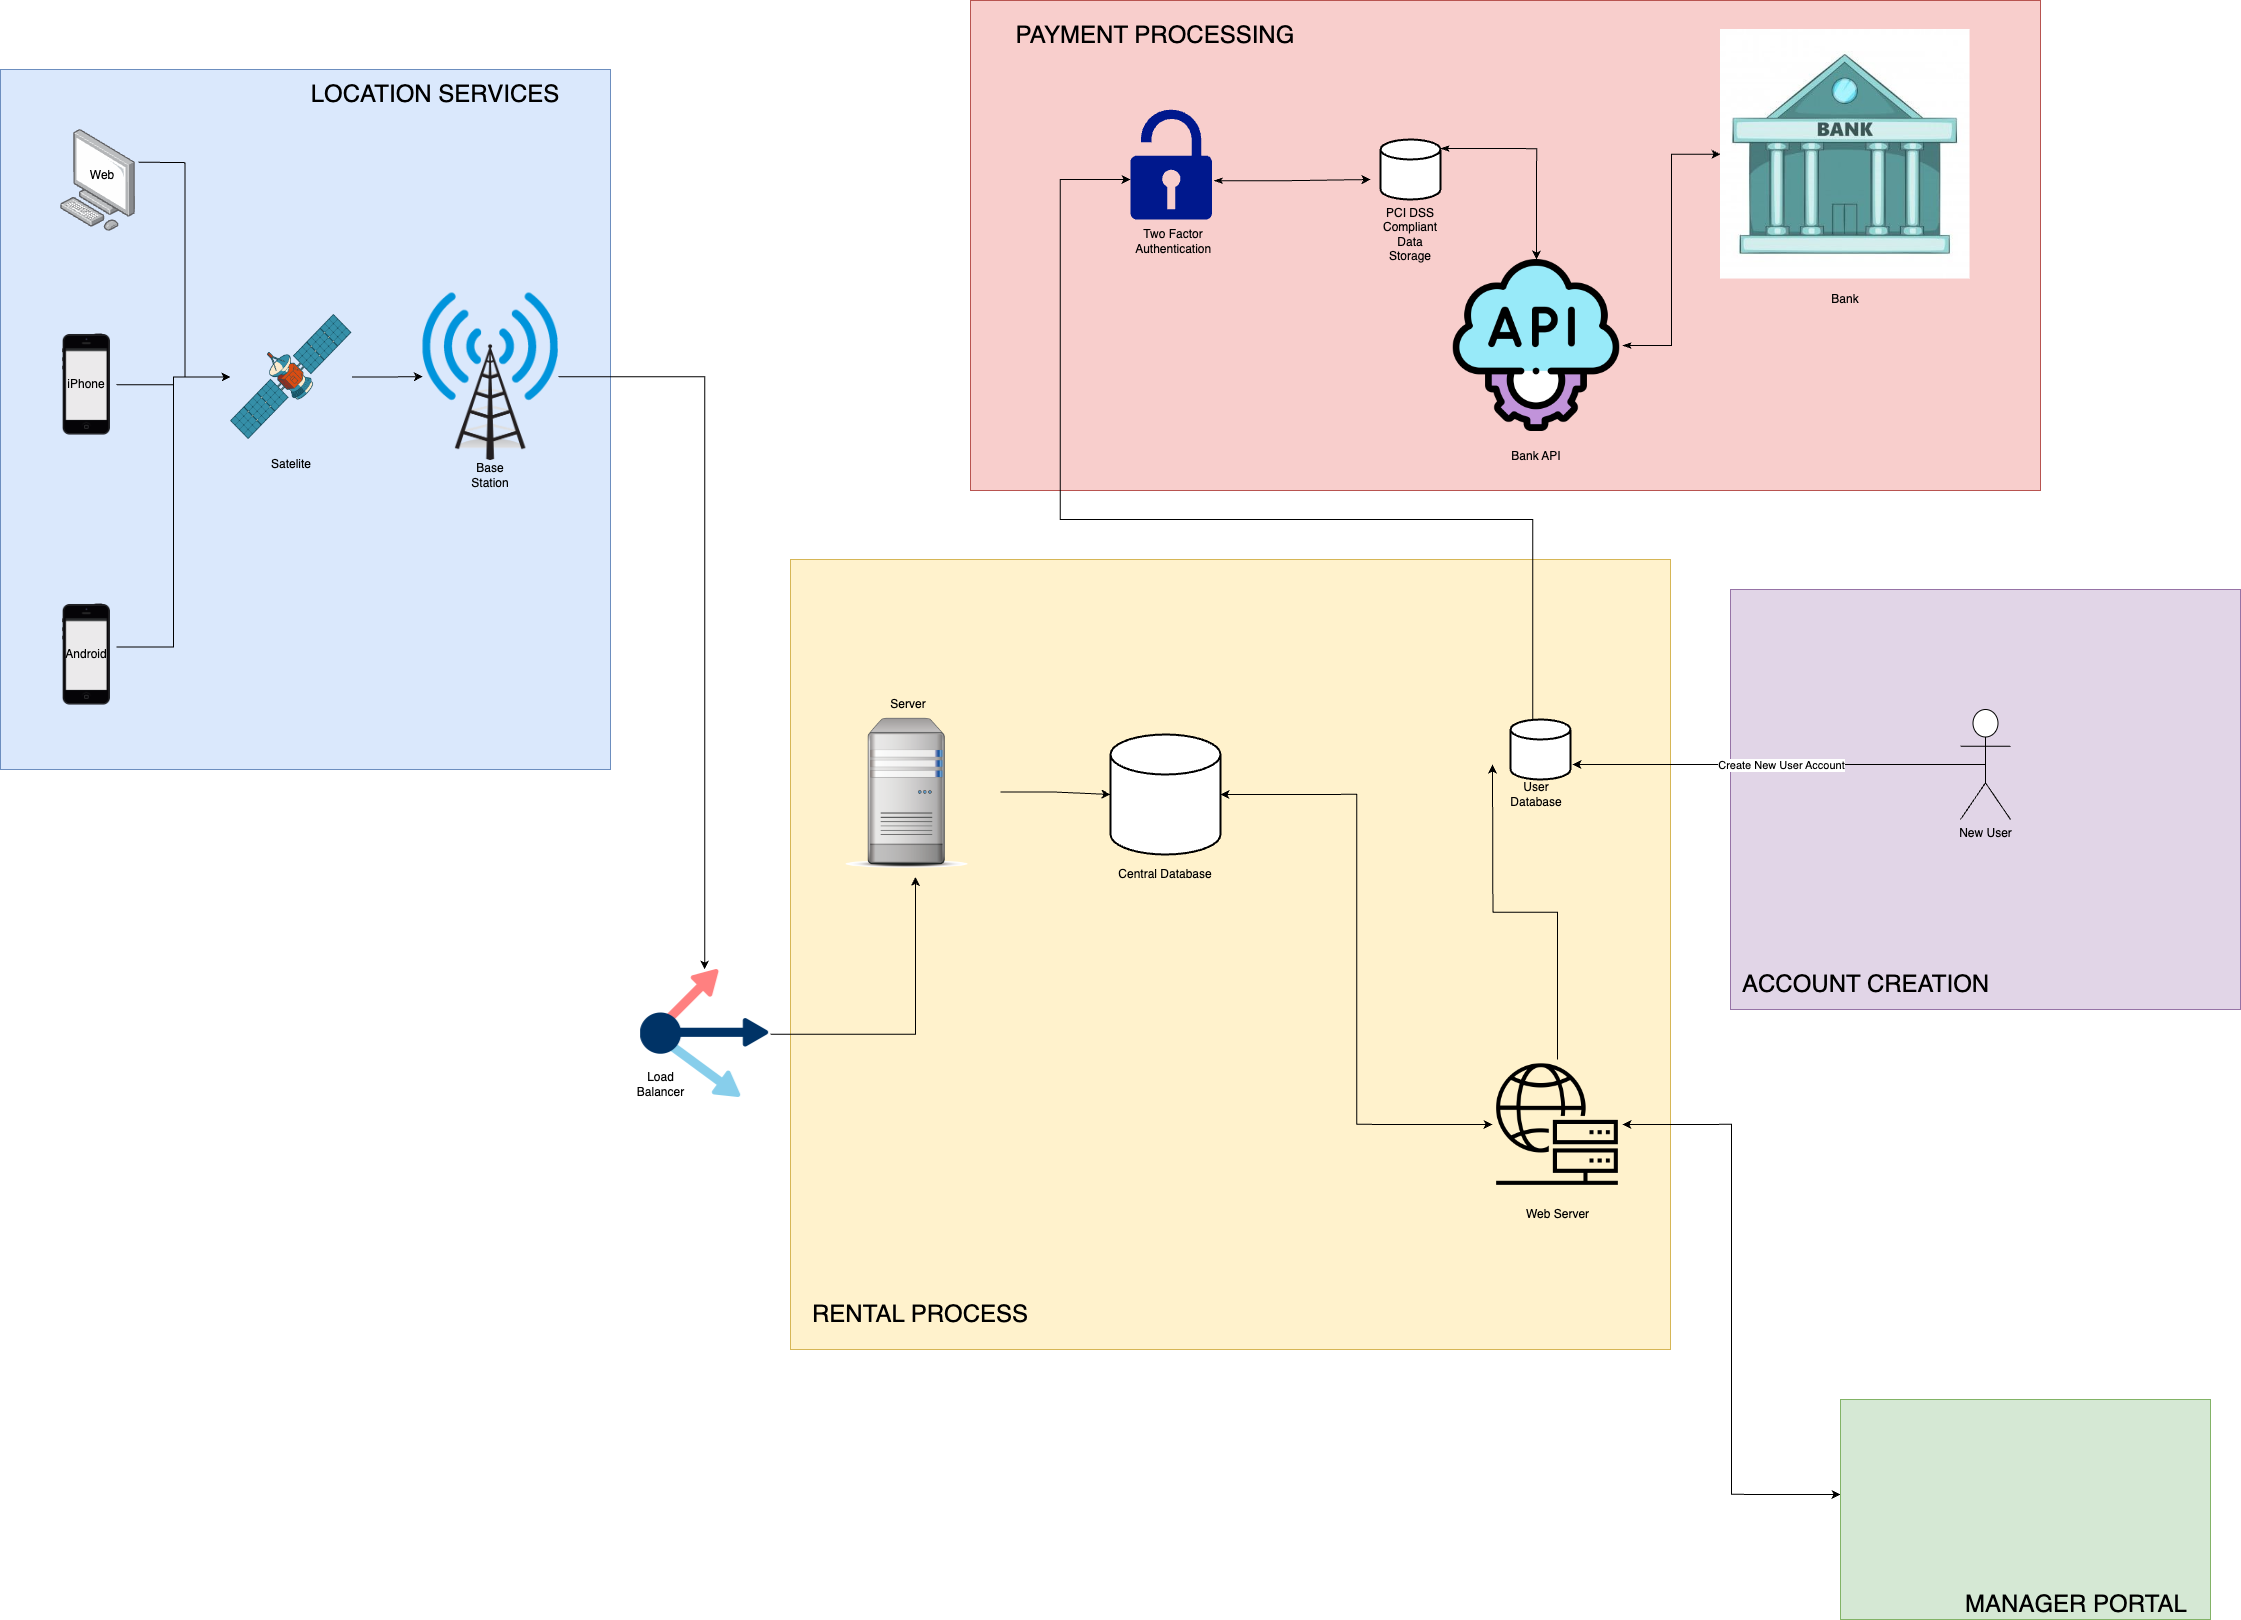 PAYMENT PROCESSING
LOCATION SERVICES
BANK
Web
Two Factor
Authentication
PCI DSS
Compliant
Data
Storage
Bank
API
iPhone
Satelite
Base
Station
Bank API
Android
Server
Create New User Account
User
Database
New User
Central Database
ACCOUNT CREATION
Load
Balancer
Web Server
RENTAL PROCESS
MANAGER PORTAL